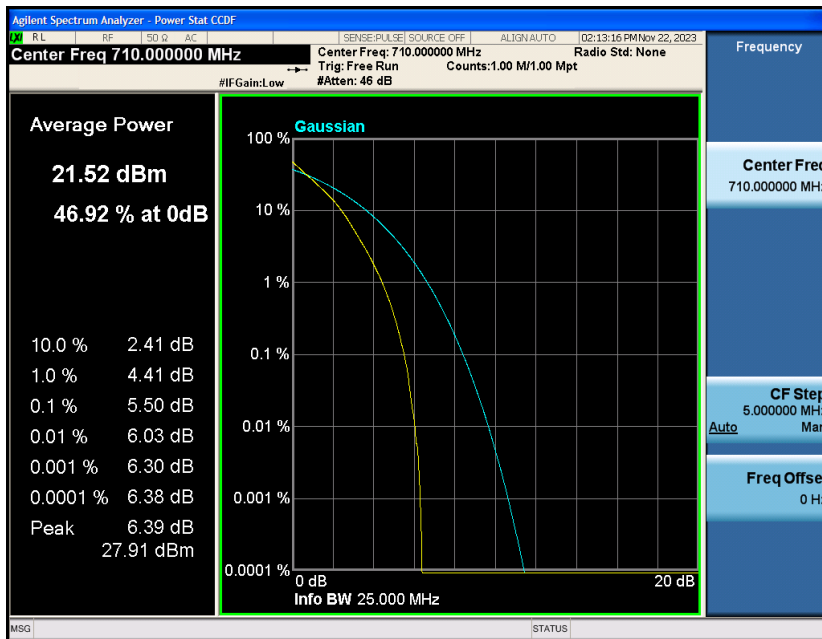 Agilent Spectrum Analyzer - Power Stat CCDF
LXI RL RF 50 Ω AC SENSE:PULSE SOURCE OFF ALIGN AUTO 02:13:16 PM Nov 22, 2023
Center Freq 710.000000 MHz
Center Freq: 710.000000 MHz Radio Std: None
Trig: Free Run Counts:1.00 M/1.00 Mpt
#IFGain:Low #Atten: 46 dB
Average Power
21.52 dBm
46.92 % at 0dB
10.0 % 2.41 dB
1.0 % 4.41 dB
0.1 % 5.50 dB
0.01 % 6.03 dB
0.001 % 6.30 dB
0.0001 % 6.38 dB
Peak 6.39 dB
27.91 dBm
Gaussian
100 %
10 %
1 %
0.1 %
0.01 %
0.001 %
0.0001 %
0 dB 20 dB
Info BW 25.000 MHz
Frequency
Center Freq
710.000000 MHz
CF Step
5.000000 MHz
Auto Man
Freq Offse
0 Hz
MSG STATUS